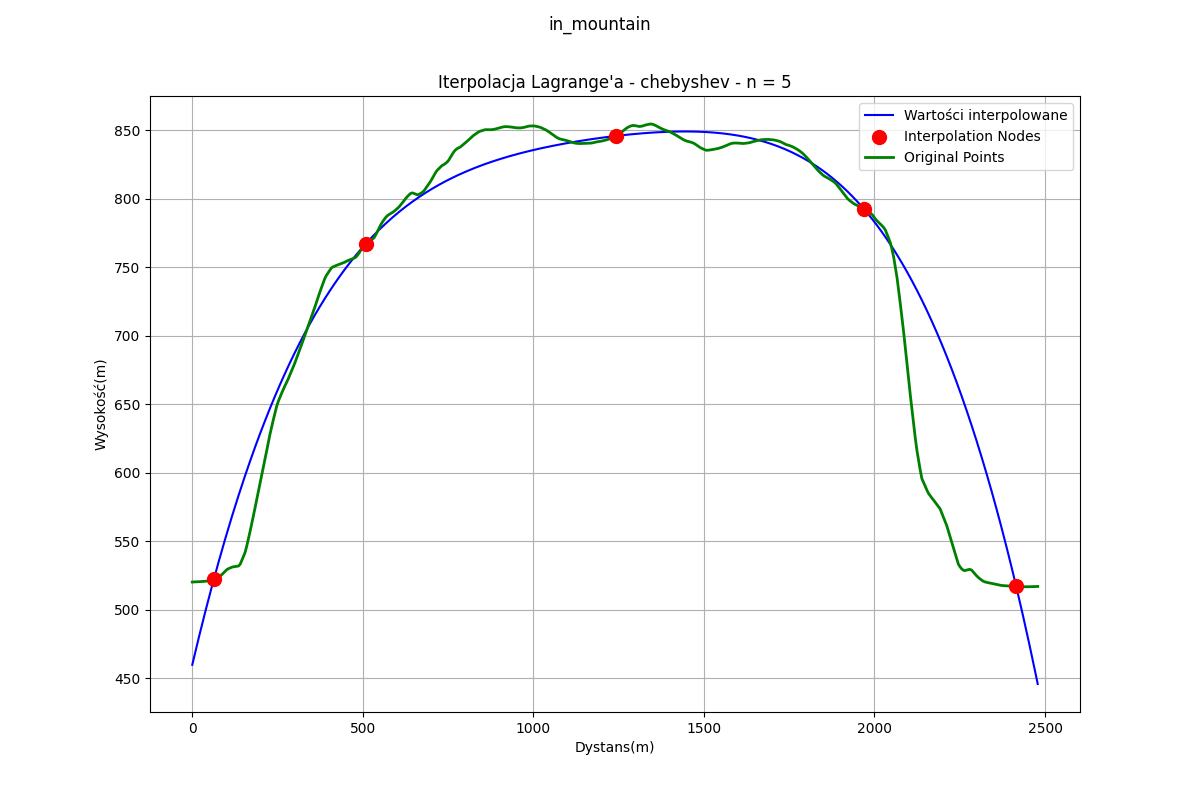 in_mountain
Iterpolacja Lagrange'a - chebyshev - n = 5
Wartości interpolowane
Interpolation Nodes
Original Points
Wysokość(m)
850
800
750
700
650
600
550
500
450
0 500 1000 1500 2000 2500
Dystans(m)